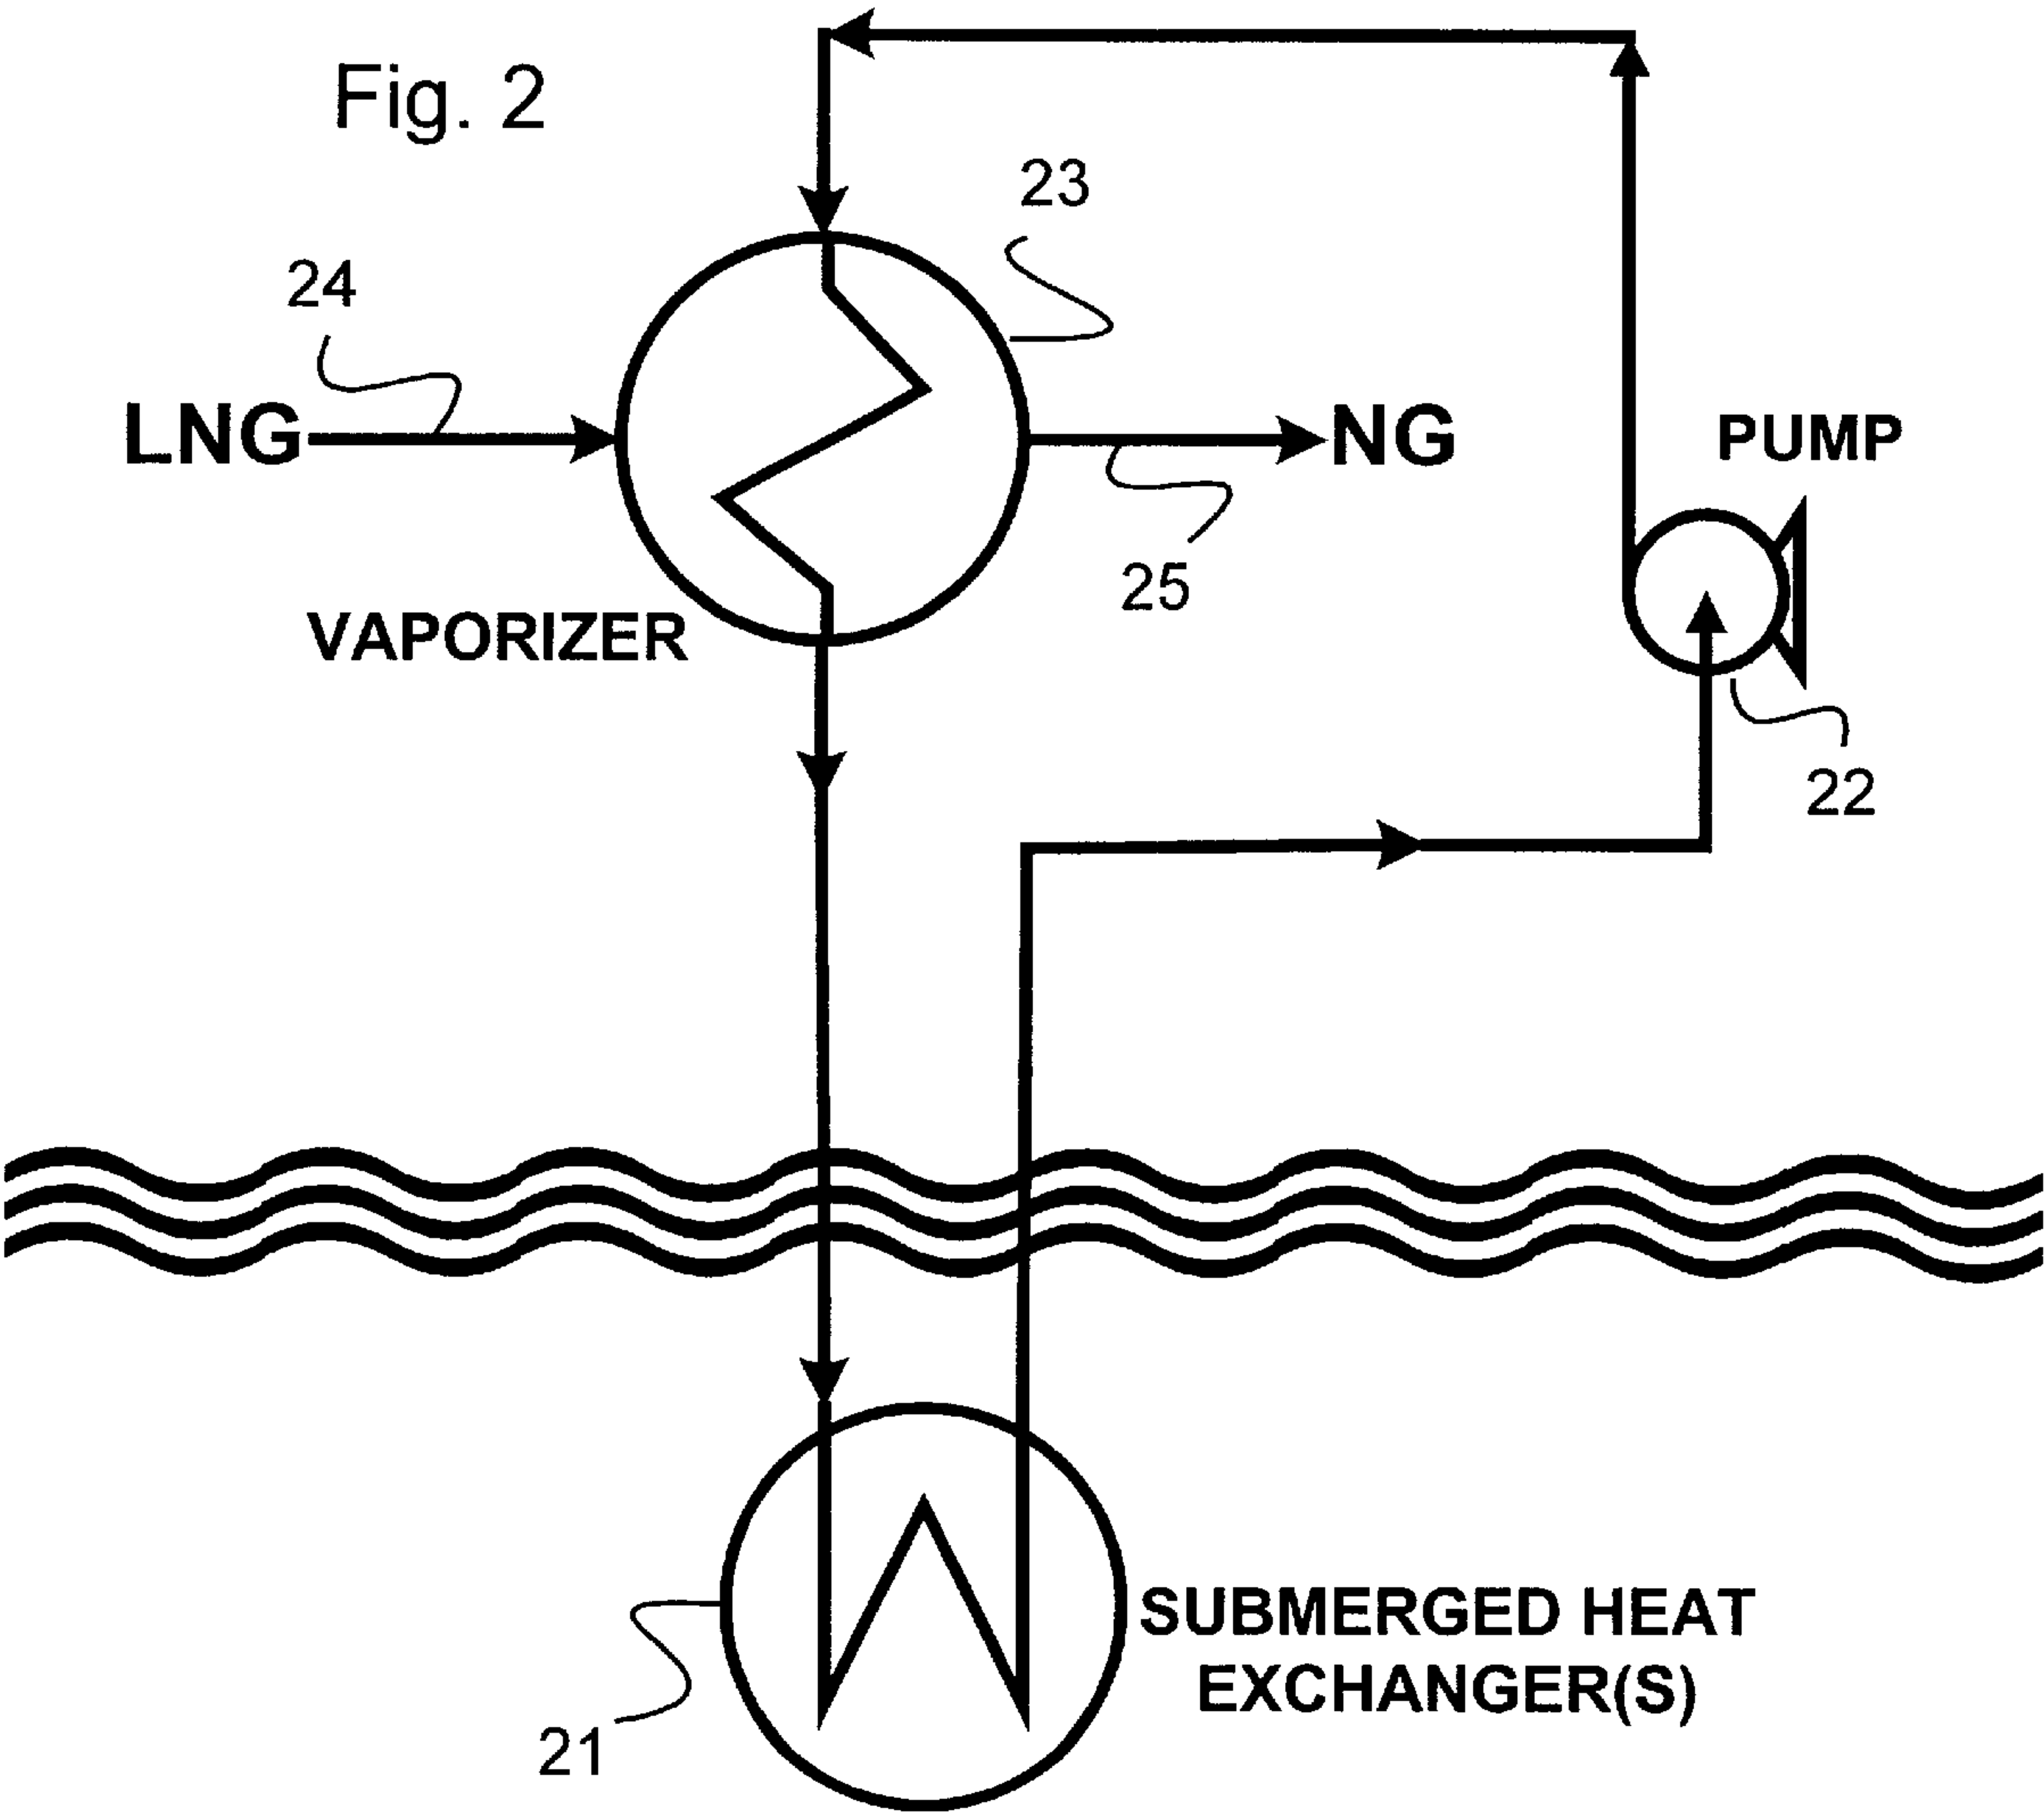 Fig. 2
23
24
LNG
NG
PUMP
25
VAPORIZER
22
SUBMERGED HEAT
EXCHANGER(S)
21